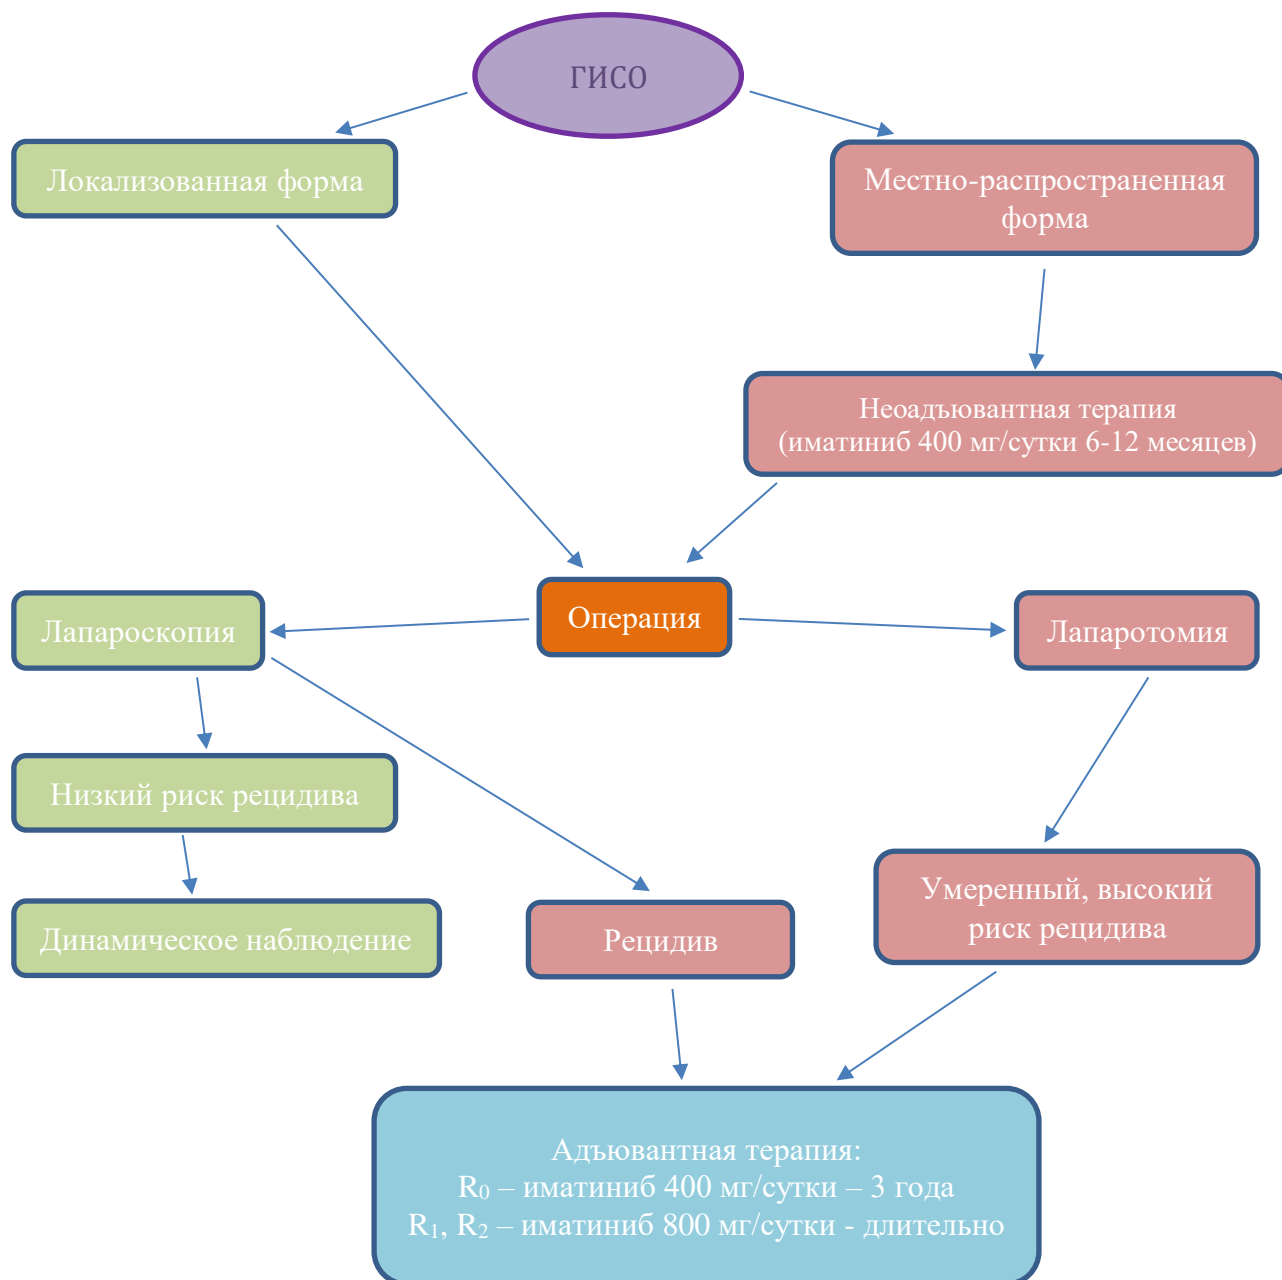 ГИСО
Локализованная форма
Местно-распространенная
форма
Неоадъювантная терапия
(иматиниб 400 мг/сутки 6-12 месяцев)
Операция
Лапароскопия
Лапаротомия
Низкий риск рецидива
Умеренный, высокий
риск рецидива
Динамическое наблюдение
Рецидив
Адъювантная терапия:
R₀ – иматиниб 400 мг/сутки – 3 года
R₁, R₂ – иматиниб 800 мг/сутки - длительно